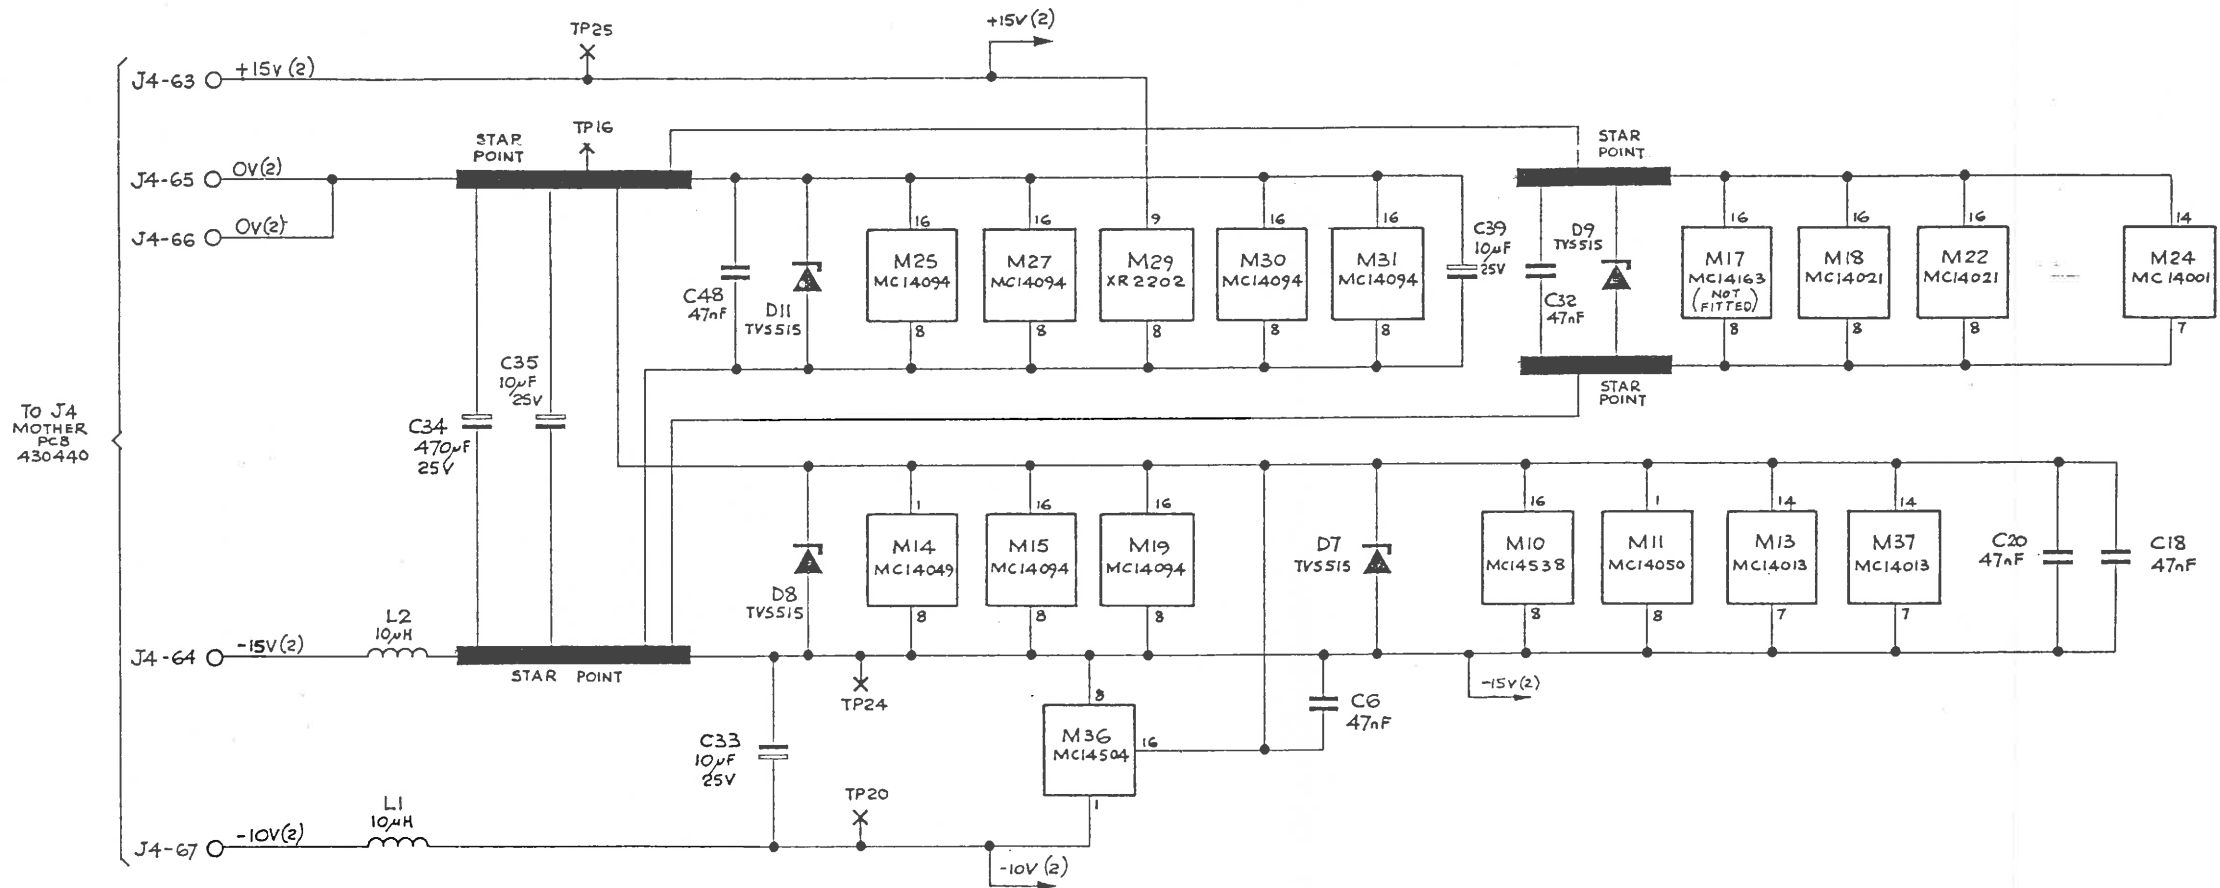 +15V (2)
TP25
J4-63 +15V (2)
STAR POINT
TP16
STAR POINT
J4-65 0V(2)
J4-66 0V(2)
16
16
9
16
16
C39
10µF
25V
D9
TVS515
16
16
16
14
C48
47nF
D11
TVS515
M25
MC14094
M27
MC14094
M29
XR2202
M30
MC14094
M31
MC14094
C32
47nF
M17
MC14163
(NOT FITTED)
M18
MC14021
M22
MC14021
M24
MC14001
8
8
8
8
8
8
8
8
7
C35
10µF
25V
STAR POINT
TO J4
MOTHER
PCB
430440
C34
470µF
25V
1
16
16
16
1
14
14
D8
TVS515
M14
MC14049
M15
MC14094
M19
MC14094
D7
TVS515
M10
MC14538
M11
MC14050
M13
MC14013
M37
MC14013
C20
47nF
C18
47nF
8
8
8
8
8
7
7
L2
10µH
J4-64 -15V(2)
STAR POINT
TP24
-15V(2)
8
M36
MC14504
16
1
C6
47nF
C33
10µF
25V
TP20
L1
10µH
J4-67 -10V(2)
-10V (2)